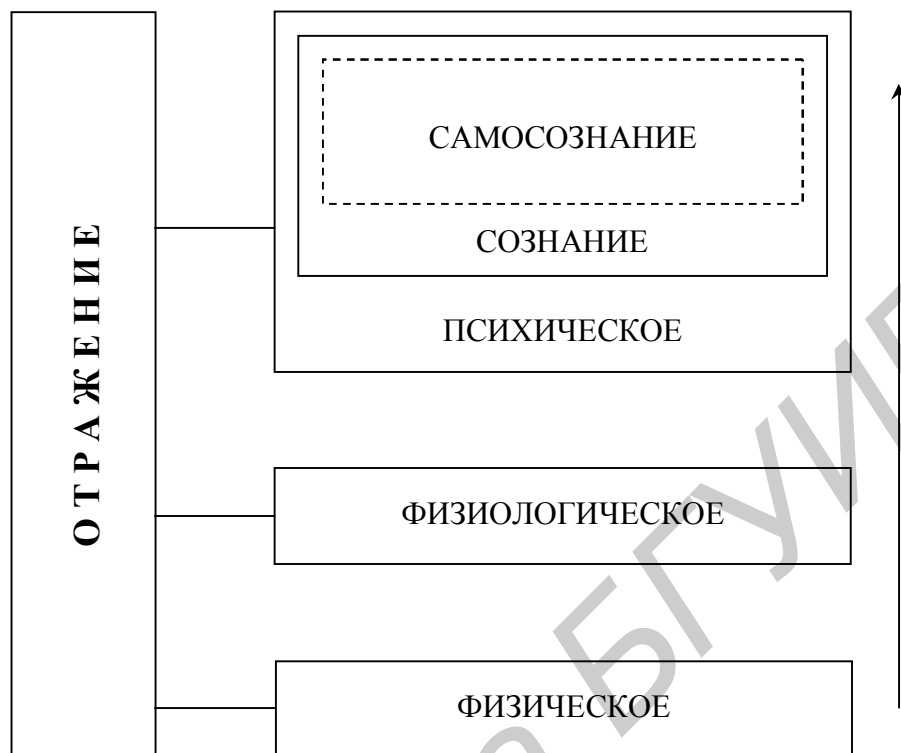 ОТРАЖЕНИЕ
САМОСОЗНАНИЕ
СОЗНАНИЕ
ПСИХИЧЕСКОЕ
ФИЗИОЛОГИЧЕСКОЕ
ФИЗИЧЕСКОЕ